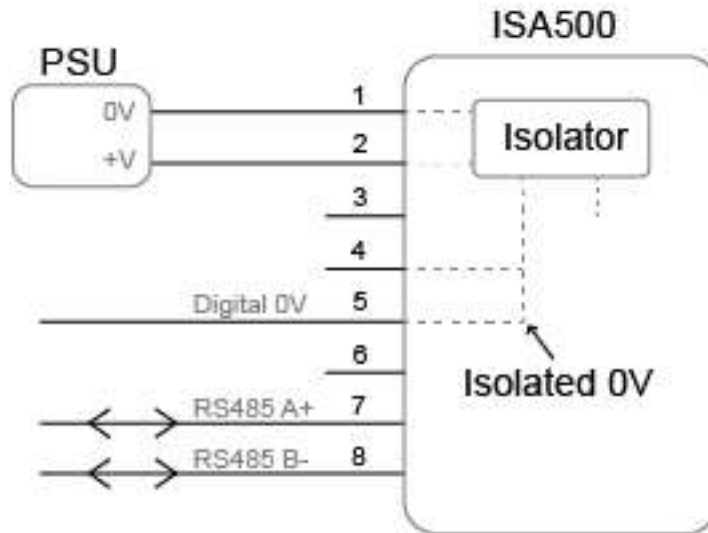 ISA500
PSU
0V
1
+V
2
Isolator
3
4
Digital 0V
5
Isolated 0V
6
RS485 A+
7
RS485 B-
8